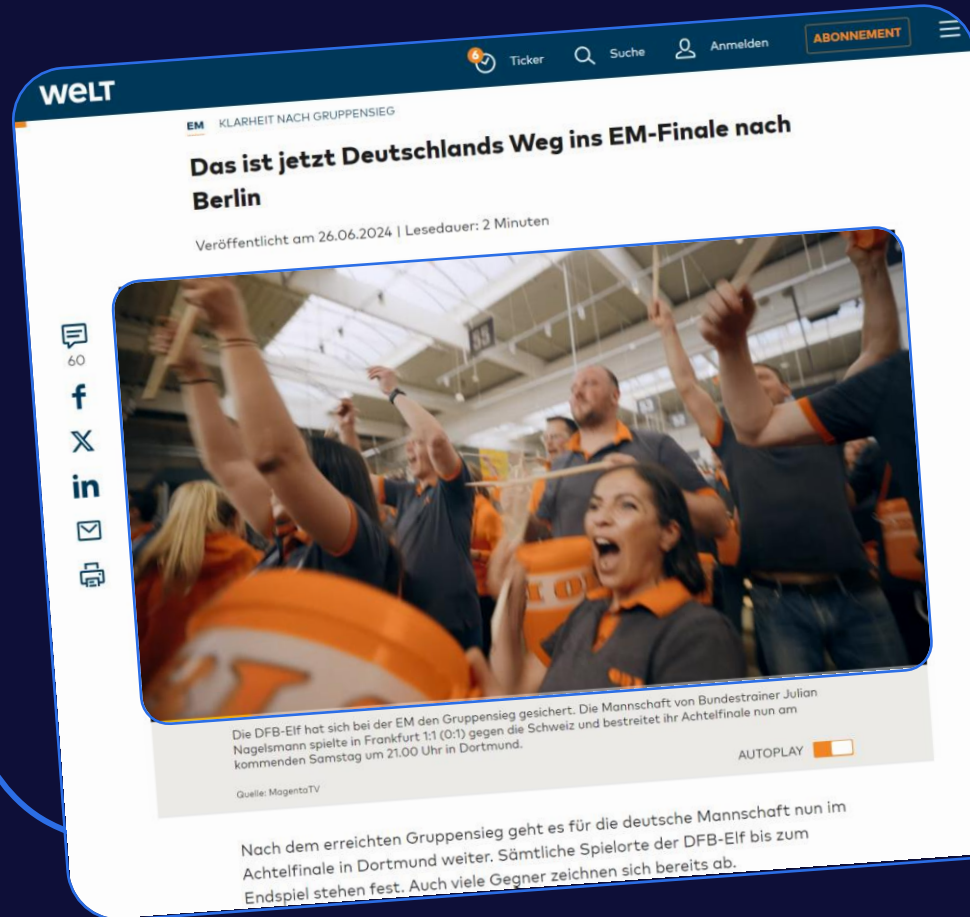 WELT
6
Ticker
Suche
Anmelden
ABONNEMENT
EM KLARHEIT NACH GRUPPENSIEG
Das ist jetzt Deutschlands Weg ins EM-Finale nach
Berlin
Veröffentlicht am 26.06.2024 | Lesedauer: 2 Minuten
60
f
X
in
55
Die DFB-Elf hat sich bei der EM den Gruppensieg gesichert. Die Mannschaft von Bundestrainer Julian
Nagelsmann spielte in Frankfurt 1:1 (0:1) gegen die Schweiz und bestreitet ihr Achtelfinale nun am
kommenden Samstag um 21.00 Uhr in Dortmund.
AUTOPLAY
Quelle: MagentaTV
Nach dem erreichten Gruppensieg geht es für die deutsche Mannschaft nun im
Achtelfinale in Dortmund weiter. Sämtliche Spielorte der DFB-Elf bis zum
Endspiel stehen fest. Auch viele Gegner zeichnen sich bereits ab.